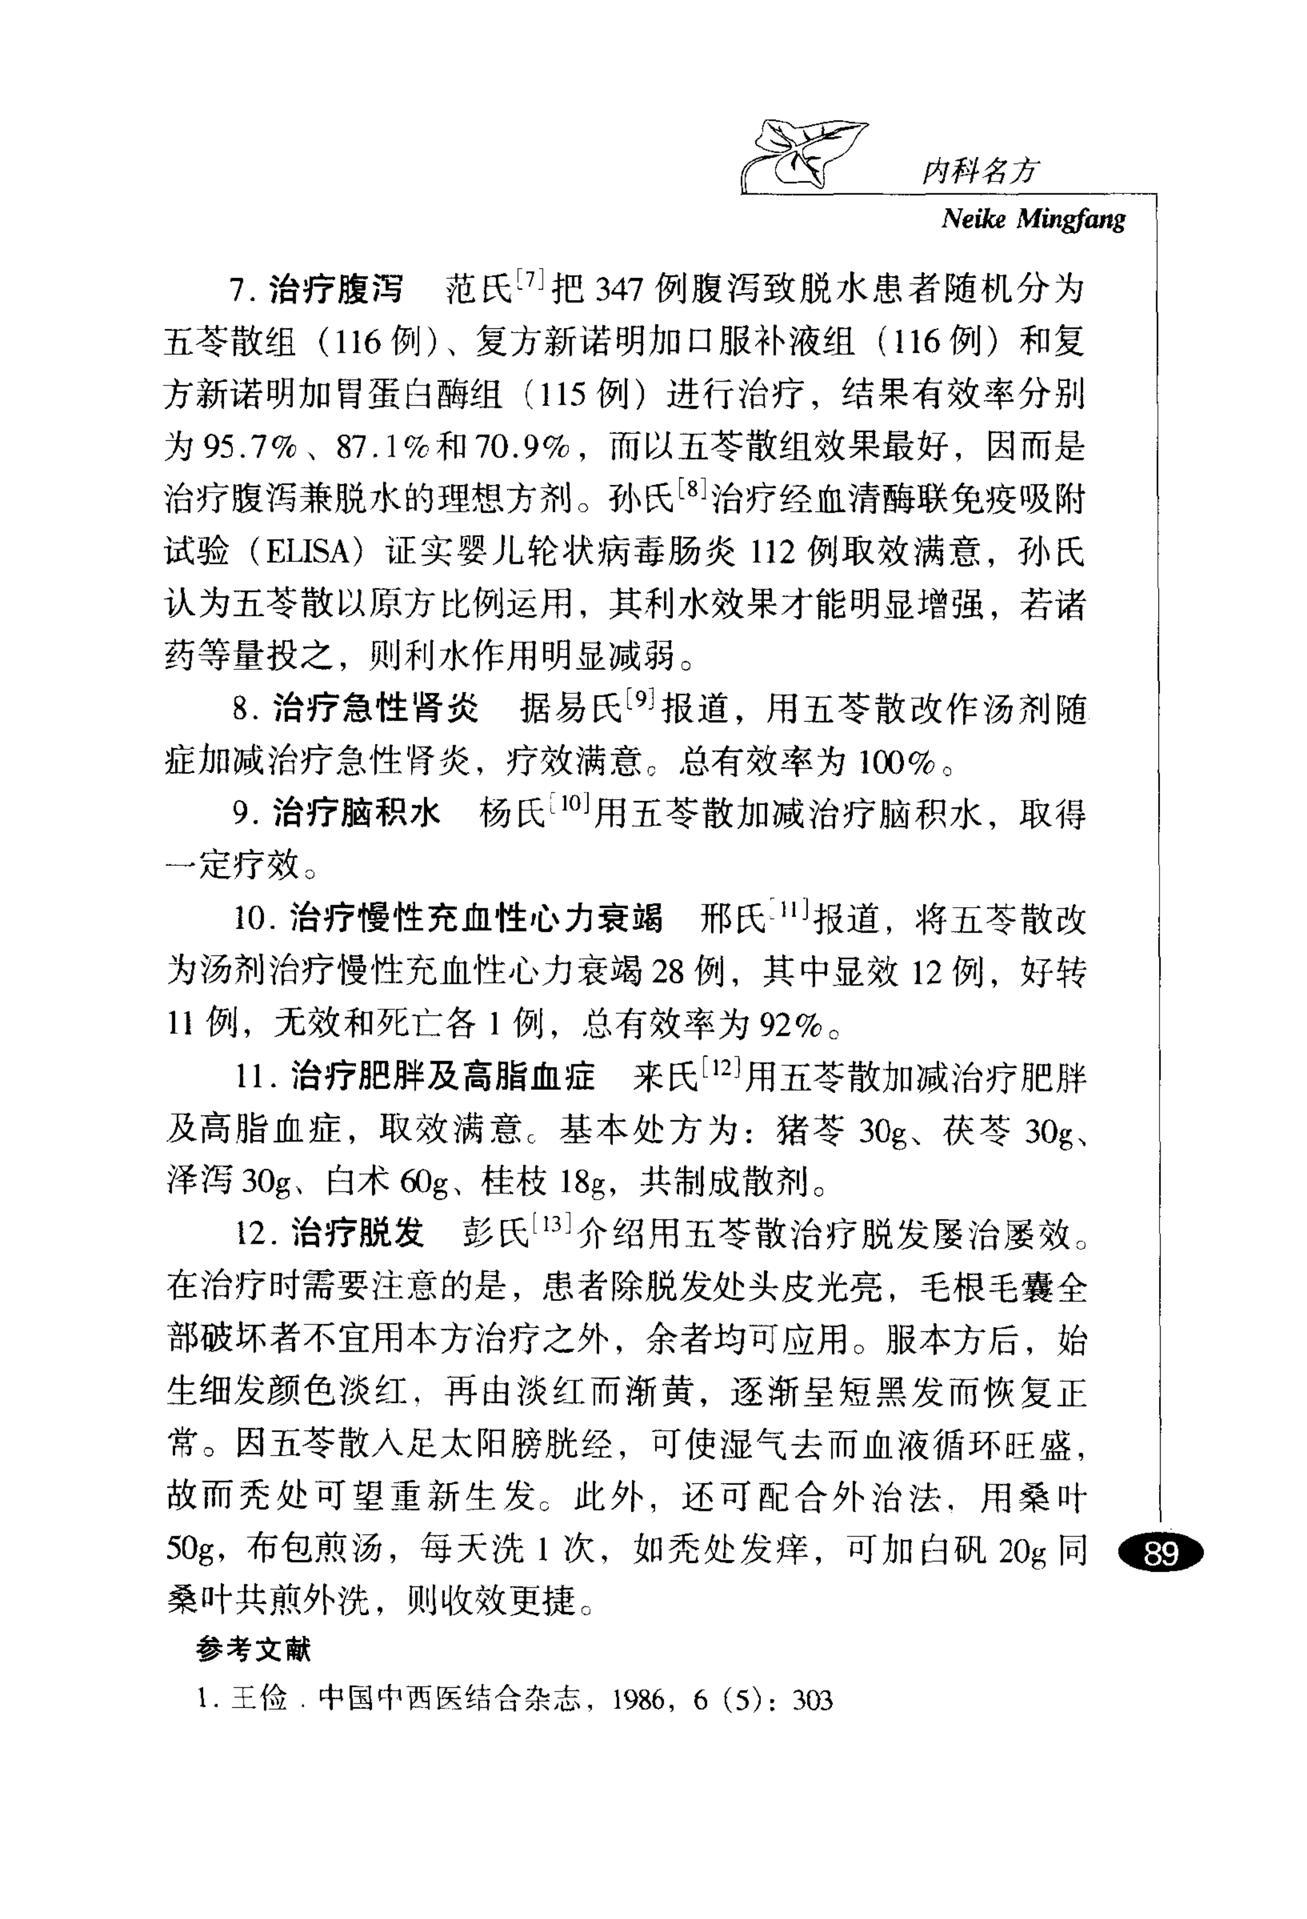 内科名方
Neike Mingfang
7. 治疗腹泻 范氏[7]把 347 例腹泻致脱水患者随机分为
五苓散组（116 例）、复方新诺明加口服补液组（116 例）和复
方新诺明加胃蛋白酶组（115 例）进行治疗，结果有效率分别
为 95.7%、87.1%和 70.9%，而以五苓散组效果最好，因而是
治疗腹泻兼脱水的理想方剂。孙氏[8]治疗经血清酶联免疫吸附
试验（ELISA）证实婴儿轮状病毒肠炎 112 例取效满意，孙氏
认为五苓散以原方比例运用，其利水效果才能明显增强，若诸
药等量投之，则利水作用明显减弱。
8. 治疗急性肾炎 据易氏[9]报道，用五苓散改作汤剂随
症加减治疗急性肾炎，疗效满意。总有效率为 100%。
9. 治疗脑积水 杨氏[10]用五苓散加减治疗脑积水，取得
一定疗效。
10. 治疗慢性充血性心力衰竭 邢氏[11]报道，将五苓散改
为汤剂治疗慢性充血性心力衰竭 28 例，其中显效 12 例，好转
11 例，无效和死亡各 1 例，总有效率为 92%。
11. 治疗肥胖及高脂血症 来氏[12]用五苓散加减治疗肥胖
及高脂血症，取效满意。基本处方为：猪苓 30g、茯苓 30g、
泽泻 30g、白术 60g、桂枝 18g，共制成散剂。
12. 治疗脱发 彭氏[13]介绍用五苓散治疗脱发屡治屡效。
在治疗时需要注意的是，患者除脱发处头皮光亮，毛根毛囊全
部破坏者不宜用本方治疗之外，余者均可应用。服本方后，始
生细发颜色淡红，再由淡红而渐黄，逐渐呈短黑发而恢复正
常。因五苓散入足太阳膀胱经，可使湿气去而血液循环旺盛，
故而秃处可望重新生发。此外，还可配合外治法，用桑叶
50g，布包煎汤，每天洗 1 次，如秃处发痒，可加白矾 20g 同
桑叶共煎外洗，则收效更捷。
89
参考文献
1. 王俭．中国中西医结合杂志，1986，6（5）：303